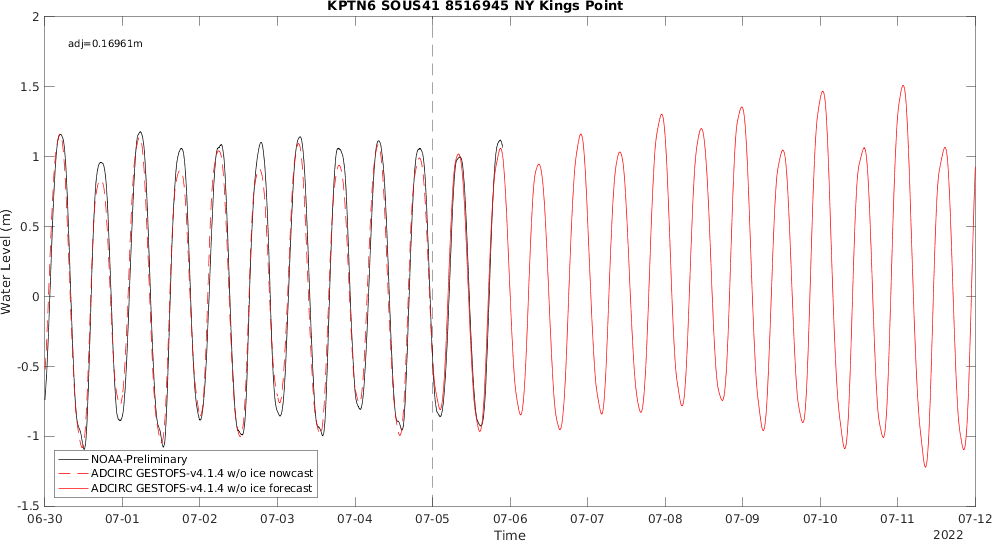 KPTN6 SOUS41 8516945 NY Kings Point
adj=0.16961m
Water Level (m)
2
1.5
1
0.5
0
-0.5
-1
-1.5
NOAA-Preliminary
ADCIRC GESTOFS-v4.1.4 w/o ice nowcast
ADCIRC GESTOFS-v4.1.4 w/o ice forecast
06-30 07-01 07-02 07-03 07-04 07-05 07-06 07-07 07-08 07-09 07-10 07-11 07-12
Time
2022